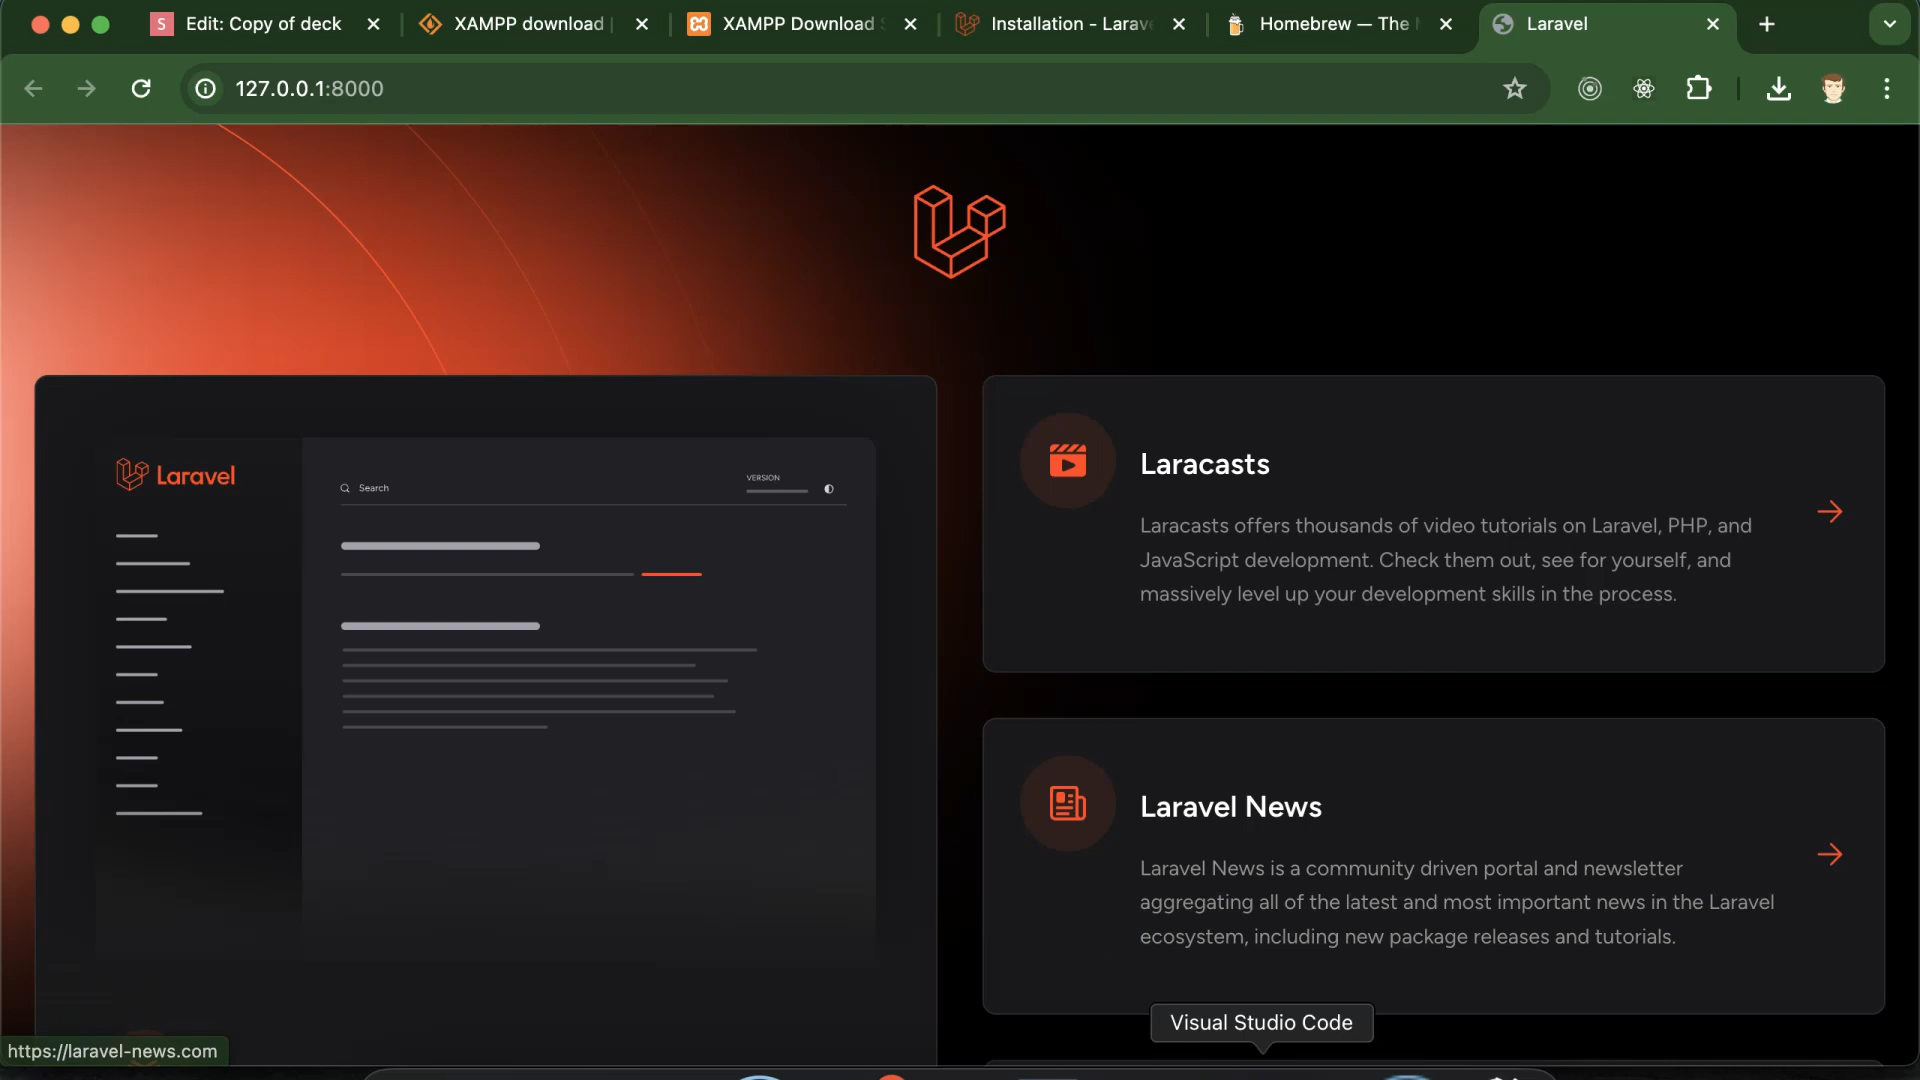 S Edit: Copy of deck
XAMPP download
XAMPP Download
Installation - Larave
Homebrew — The
Laravel
127.0.0.1:8000
Laravel
Search
VERSION
Laracasts
Laracasts offers thousands of video tutorials on Laravel, PHP, and
JavaScript development. Check them out, see for yourself, and
massively level up your development skills in the process.
Laravel News
Laravel News is a community driven portal and newsletter
aggregating all of the latest and most important news in the Laravel
ecosystem, including new package releases and tutorials.
Visual Studio Code
https://laravel-news.com